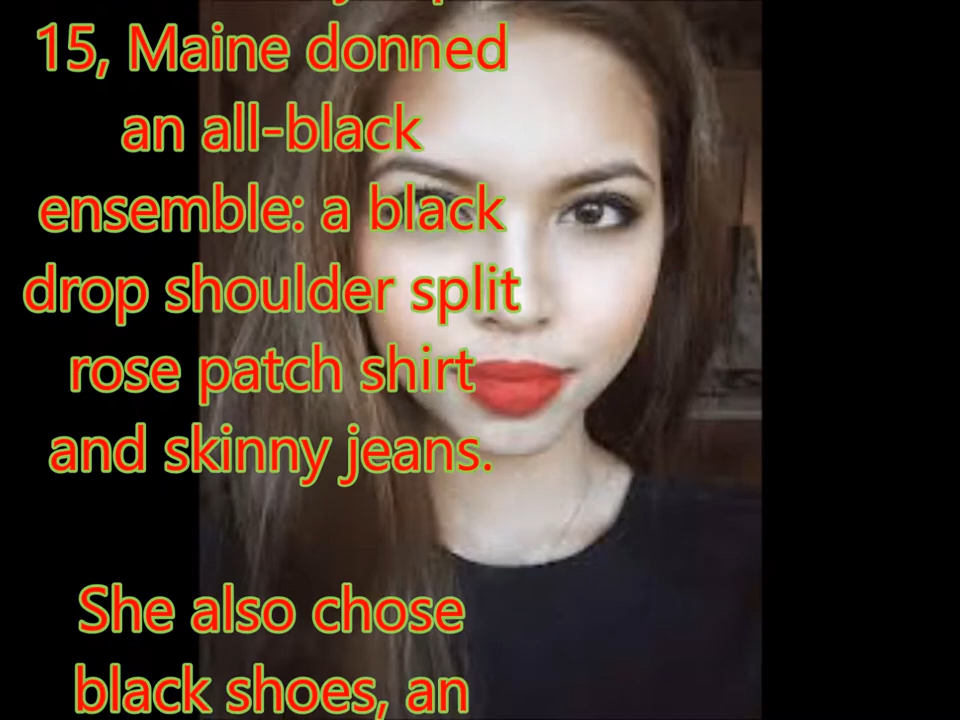 15, Maine donned
an all-black
ensemble: a black
drop shoulder split
rose patch shirt
and skinny jeans.
She also chose
black shoes, an